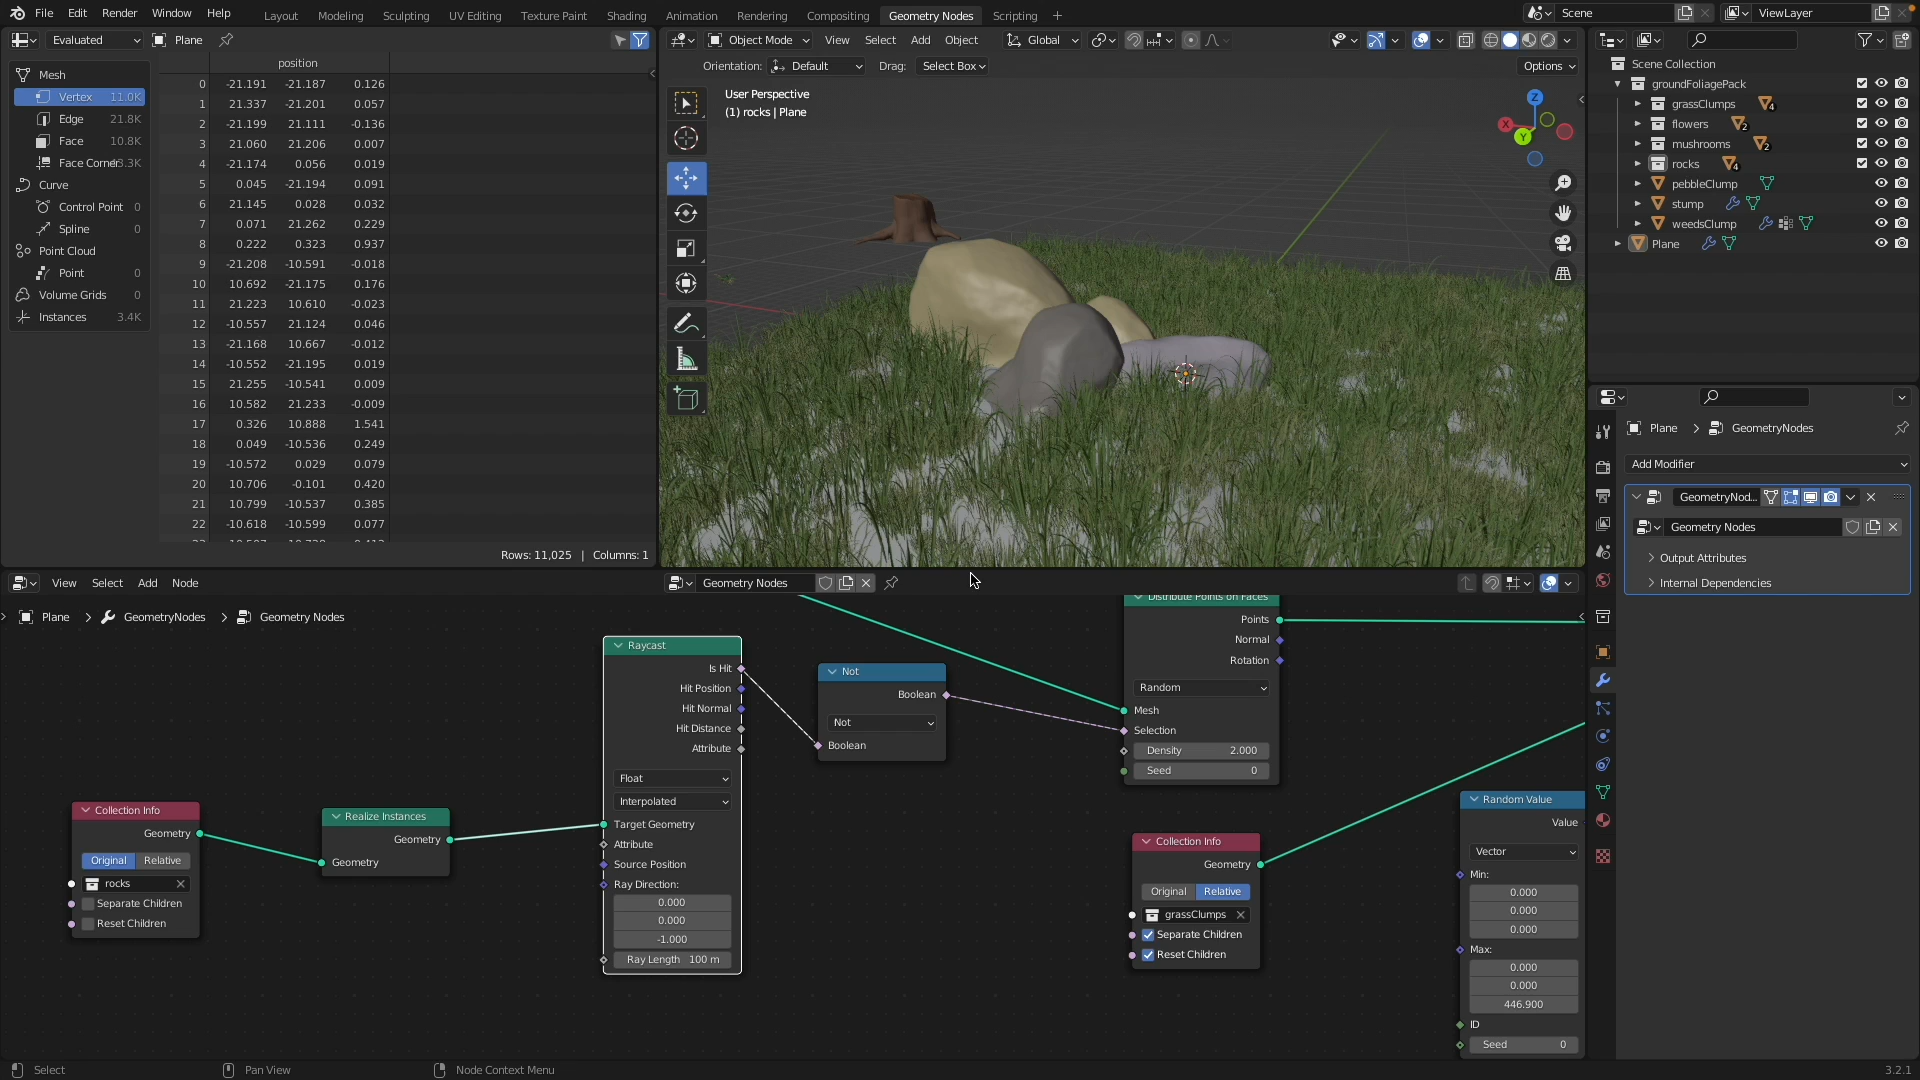 File Edit Render Window Help Layout Modeling Sculpting UV Editing Texture Paint Shading Animation Rendering Compositing Geometry Nodes Scripting + Scene ViewLayer
Evaluated Plane
Object Mode View Select Add Object Global
Orientation: Default Drag: Select Box Options
User Perspective
(1) rocks | Plane
Z
X
Y
position
Mesh
Vertex 11.0K
Edge 21.8K
Face 10.8K
Curve
Control Point 0
Spline 0
Point Cloud
Point 0
Volume Grids 0
Instances 3.4K
0 -21.191 -21.187 0.126
1 21.337 -21.201 0.057
2 -21.199 21.111 -0.136
3 21.060 21.206 0.007
4 -21.174 0.056 0.019
5 0.045 -21.194 0.091
6 21.145 0.028 0.032
7 0.071 21.262 0.229
8 0.222 0.323 0.937
9 -21.208 -10.591 -0.018
10 10.692 -21.175 0.176
11 21.223 10.610 -0.023
12 -10.557 21.124 0.046
13 -21.168 10.667 -0.012
14 -10.552 -21.195 0.019
15 21.255 -10.541 0.009
16 10.582 21.233 -0.009
17 0.326 10.888 1.541
18 0.049 -10.536 0.249
19 -10.572 0.029 0.079
20 10.706 -0.101 0.420
21 10.799 -10.537 0.385
22 -10.618 -10.599 0.077
Rows: 11,025 | Columns: 1
Scene Collection
groundFoliagePack
grassClumps 4
flowers 2
mushrooms 2
rocks 4
pebbleClump
stump
weedsClump
Plane
Plane > GeometryNodes
Add Modifier
GeometryNod...
Geometry Nodes
Output Attributes
Internal Dependencies
View Select Add Node
Geometry Nodes
Plane > GeometryNodes > Geometry Nodes
Collection Info
Geometry
Original Relative
rocks
Separate Children
Reset Children
Realize Instances
Geometry
Geometry
Raycast
Is Hit
Hit Position
Hit Normal
Hit Distance
Attribute
Float
Interpolated
Target Geometry
Attribute
Source Position
Ray Direction:
0.000
0.000
-1.000
Ray Length 100 m
Not
Boolean
Not
Boolean
Distribute Points on Faces
Points
Normal
Rotation
Random
Mesh
Selection
Density 2.000
Seed 0
Collection Info
Geometry
Original Relative
grassClumps
Separate Children
Reset Children
Random Value
Value
Vector
Min:
0.000
0.000
0.000
Max:
0.000
0.000
446.900
ID
Seed 0
Select Pan View Node Context Menu 3.2.1